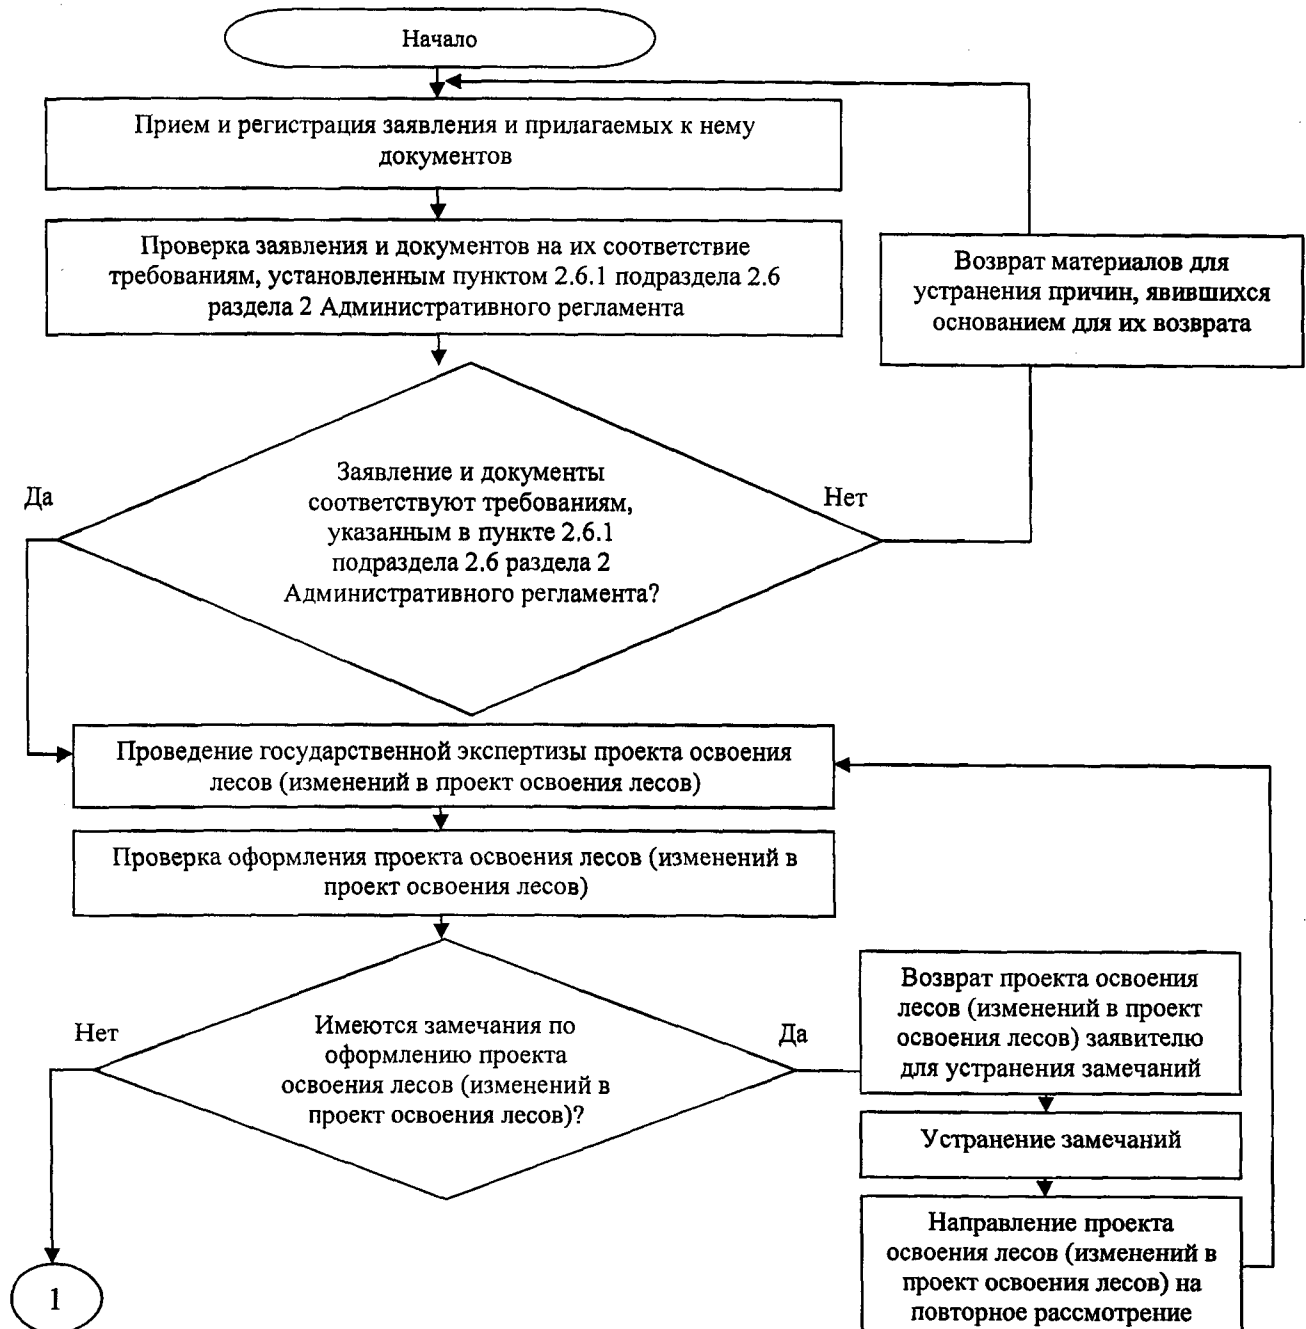 Начало
Прием и регистрация заявления и прилагаемых к нему
документов
Проверка заявления и документов на их соответствие
требованиям, установленным пунктом 2.6.1 подраздела 2.6
раздела 2 Административного регламента
Возврат материалов для
устранения причин, явившихся
основанием для их возврата
Да
Заявление и документы
соответствуют требованиям,
указанным в пункте 2.6.1
подраздела 2.6 раздела 2
Административного регламента?
Нет
Проведение государственной экспертизы проекта освоения
лесов (изменений в проект освоения лесов)
Проверка оформления проекта освоения лесов (изменений в
проект освоения лесов)
Нет
Имеются замечания по
оформлению проекта
освоения лесов (изменений в
проект освоения лесов)?
Да
Возврат проекта освоения
лесов (изменений в проект
освоения лесов) заявителю
для устранения замечаний
Устранение замечаний
Направление проекта
освоения лесов (изменений в
проект освоения лесов) на
повторное рассмотрение
1